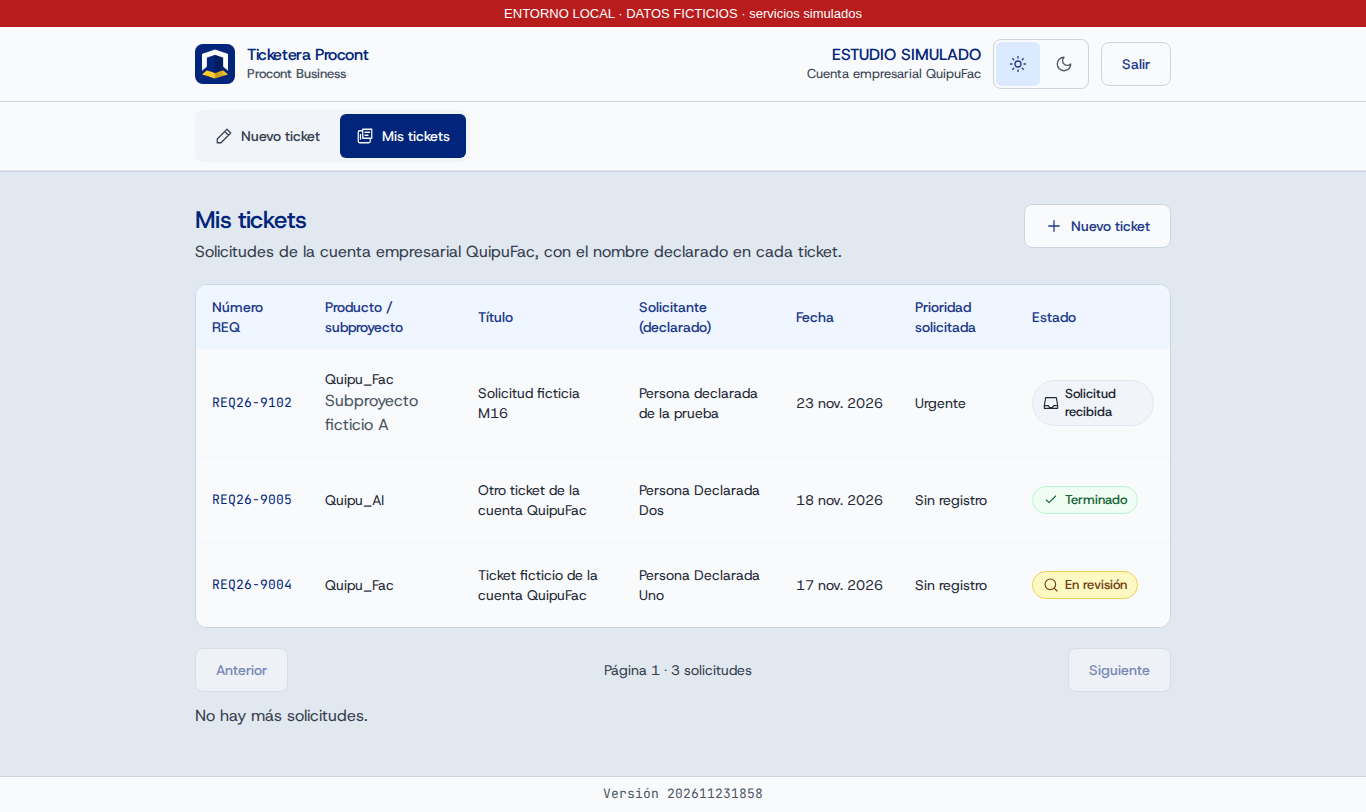 ENTORNO LOCAL · DATOS FICTICIOS · servicios simulados
Ticketera Procont
Procont Business
ESTUDIO SIMULADO
Cuenta empresarial QuipuFac
Salir
Nuevo ticket
Mis tickets
Mis tickets
Solicitudes de la cuenta empresarial QuipuFac, con el nombre declarado en cada ticket.
Nuevo ticket
Número
REQ
Producto /
subproyecto
Título
Solicitante
(declarado)
Fecha
Prioridad
solicitada
Estado
REQ26-9102
Quipu_Fac
Subproyecto
ficticio A
Solicitud ficticia
M16
Persona declarada
de la prueba
23 nov. 2026
Urgente
Solicitud
recibida
REQ26-9005
Quipu_AI
Otro ticket de la
cuenta QuipuFac
Persona Declarada
Dos
18 nov. 2026
Sin registro
Terminado
REQ26-9004
Quipu_Fac
Ticket ficticio de la
cuenta QuipuFac
Persona Declarada
Uno
17 nov. 2026
Sin registro
En revisión
Anterior
Página 1 · 3 solicitudes
Siguiente
No hay más solicitudes.
Versión 202611231858